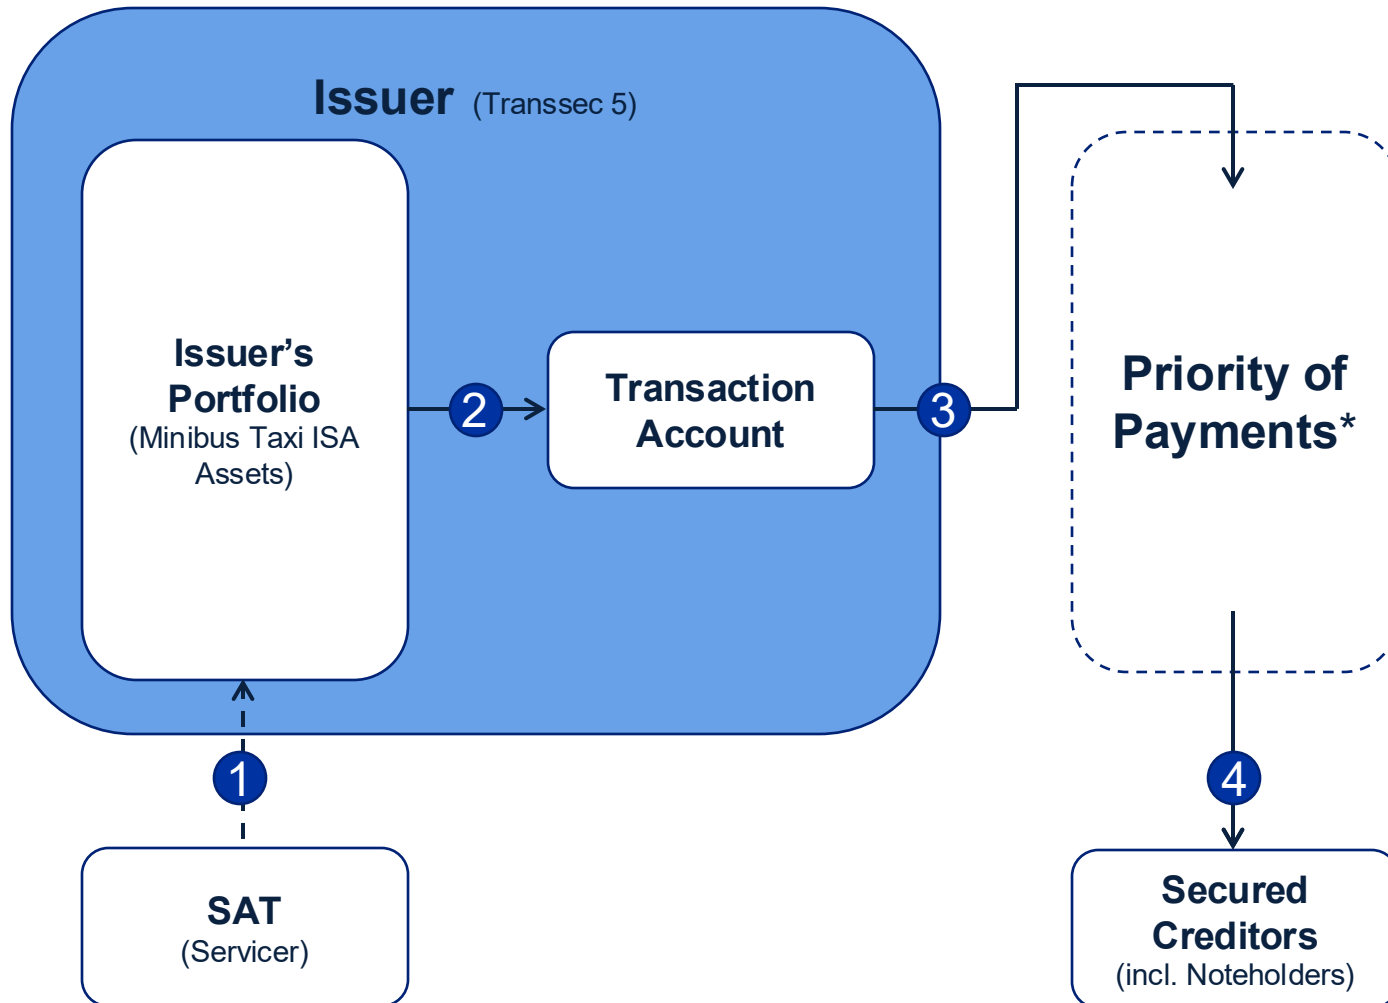 Issuer (Transsec 5)
Issuer’s
Portfolio
(Minibus Taxi ISA
Assets)
2
Transaction
Account
3
Priority of
Payments*
1
4
SAT
(Servicer)
Secured
Creditors
(incl. Noteholders)